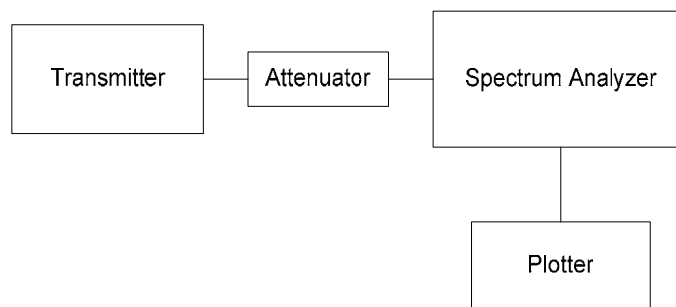 Transmitter
Attenuator
Spectrum Analyzer
Plotter